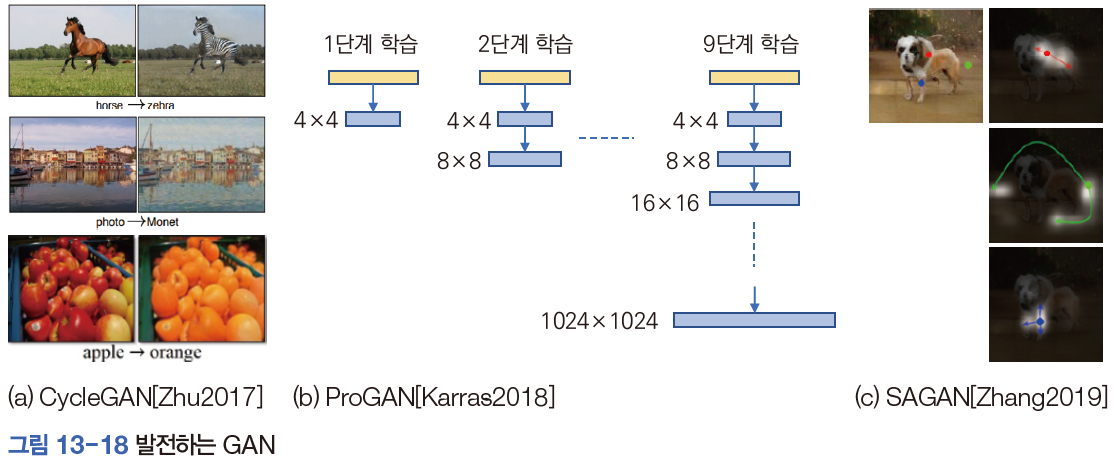 horse → zebra
photo → Monet
apple → orange
(a) CycleGAN[Zhu2017]
1단계 학습
4×4
2단계 학습
4×4
8×8
9단계 학습
4×4
8×8
16×16
1024×1024
(b) ProGAN[Karras2018]
(c) SAGAN[Zhang2019]
그림 13-18 발전하는 GAN